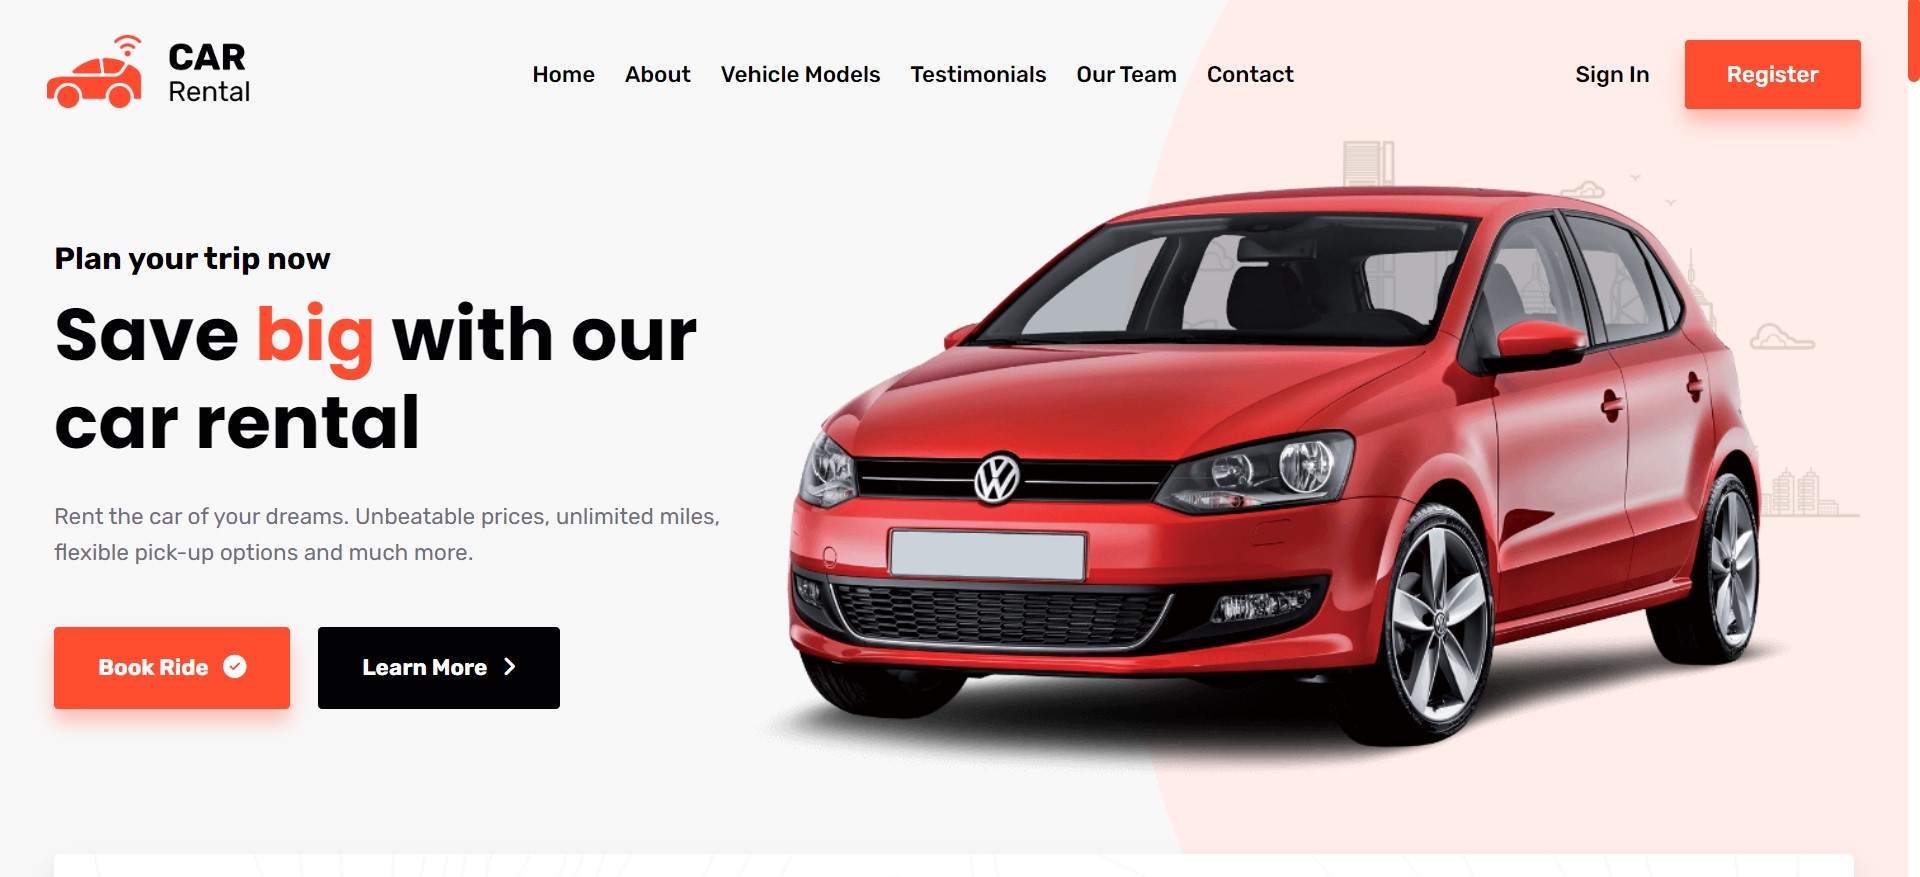 CAR
Rental
Home About Vehicle Models Testimonials Our Team Contact
Sign In Register
Plan your trip now
Save big with our
car rental
Rent the car of your dreams. Unbeatable prices, unlimited miles,
flexible pick-up options and much more.
Book Ride Learn More